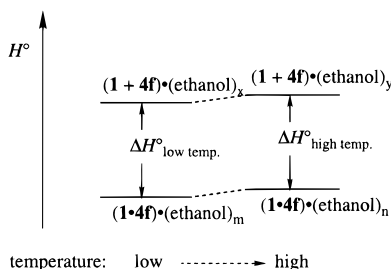 H°
(1 + 4f)•(ethanol)x (1 + 4f)•(ethanol)y
ΔH°low temp. ΔH°high temp.
(1•4f)•(ethanol)m (1•4f)•(ethanol)n
temperature: low high